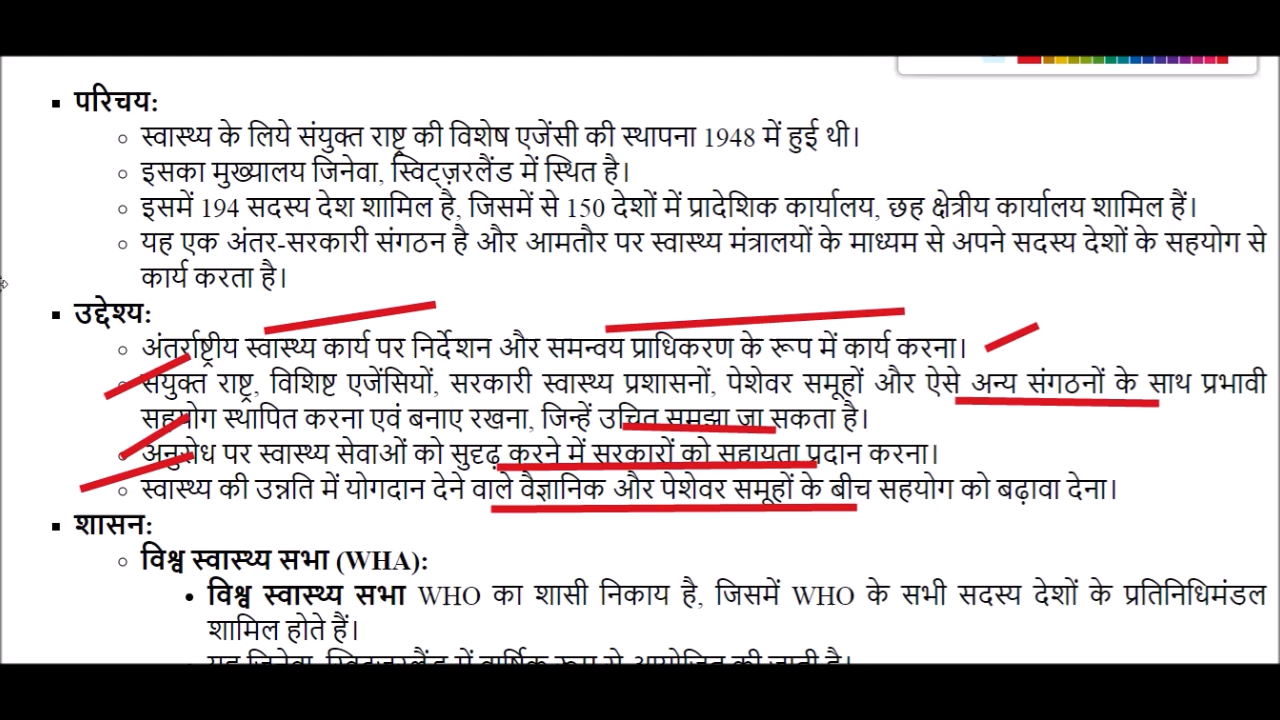 परिचय:
स्वास्थ्य के लिये संयुक्त राष्ट्र की विशेष एजेंसी की स्थापना 1948 में हुई थी।
इसका मुख्यालय जिनेवा, स्विट्ज़रलैंड में स्थित है।
इसमें 194 सदस्य देश शामिल है, जिसमें से 150 देशों में प्रादेशिक कार्यालय, छह क्षेत्रीय कार्यालय शामिल हैं।
यह एक अंतर-सरकारी संगठन है और आमतौर पर स्वास्थ्य मंत्रालयों के माध्यम से अपने सदस्य देशों के सहयोग से
कार्य करता है।
उद्देश्य:
अंतर्राष्ट्रीय स्वास्थ्य कार्य पर निर्देशन और समन्वय प्राधिकरण के रूप में कार्य करना।
संयुक्त राष्ट्र, विशिष्ट एजेंसियों, सरकारी स्वास्थ्य प्रशासनों, पेशेवर समूहों और ऐसे अन्य संगठनों के साथ प्रभावी
सहयोग स्थापित करना एवं बनाए रखना, जिन्हें उचित समझा जा सकता है।
अनुरोध पर स्वास्थ्य सेवाओं को सुदृढ़ करने में सरकारों को सहायता प्रदान करना।
स्वास्थ्य की उन्नति में योगदान देने वाले वैज्ञानिक और पेशेवर समूहों के बीच सहयोग को बढ़ावा देना।
शासन:
विश्व स्वास्थ्य सभा (WHA):
विश्व स्वास्थ्य सभा WHO का शासी निकाय है, जिसमें WHO के सभी सदस्य देशों के प्रतिनिधिमंडल
शामिल होते हैं।
यह जिनेवा, स्विट्ज़रलैंड में वार्षिक रूप से आयोजित की जाती है।